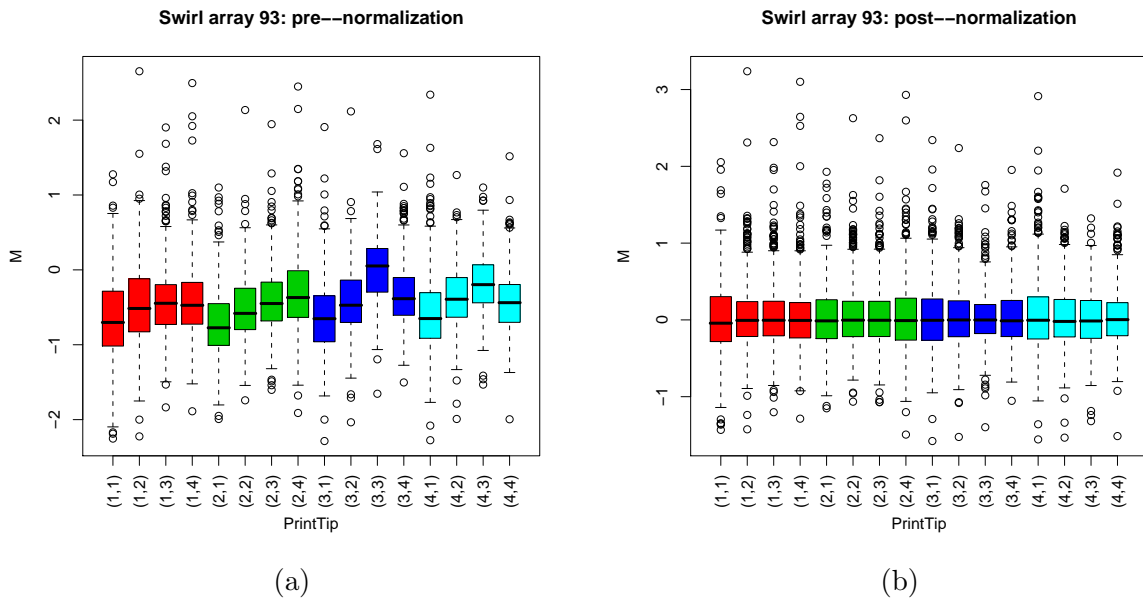 Swirl array 93: pre−−normalization
M
2
1
0
−1
−2
(1,1) (1,2) (1,3) (1,4) (2,1) (2,2) (2,3) (2,4) (3,1) (3,2) (3,3) (3,4) (4,1) (4,2) (4,3) (4,4)
PrintTip
(a)
Swirl array 93: post−−normalization
M
3
2
1
0
−1
(1,1) (1,2) (1,3) (1,4) (2,1) (2,2) (2,3) (2,4) (3,1) (3,2) (3,3) (3,4) (4,1) (4,2) (4,3) (4,4)
PrintTip
(b)